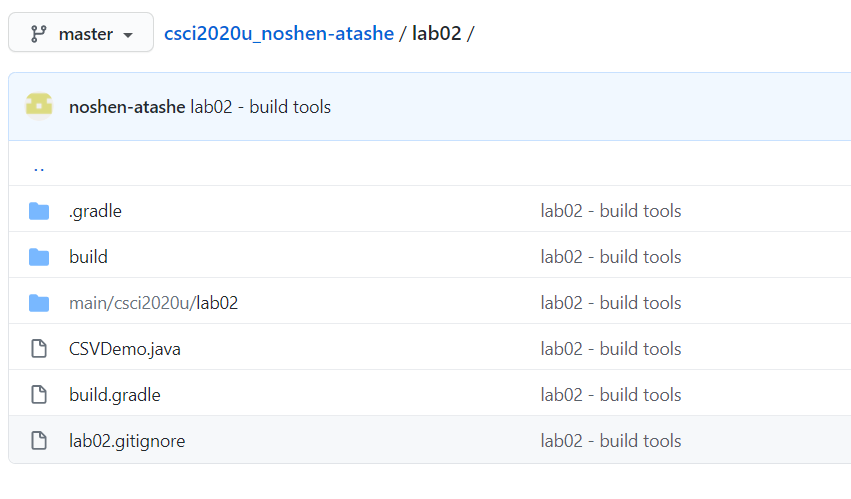 master csci2020u_noshen-atashe / lab02 /
noshen-atashe lab02 - build tools
..
.gradle lab02 - build tools
build lab02 - build tools
main/csci2020u/lab02 lab02 - build tools
CSVDemo.java lab02 - build tools
build.gradle lab02 - build tools
lab02.gitignore lab02 - build tools